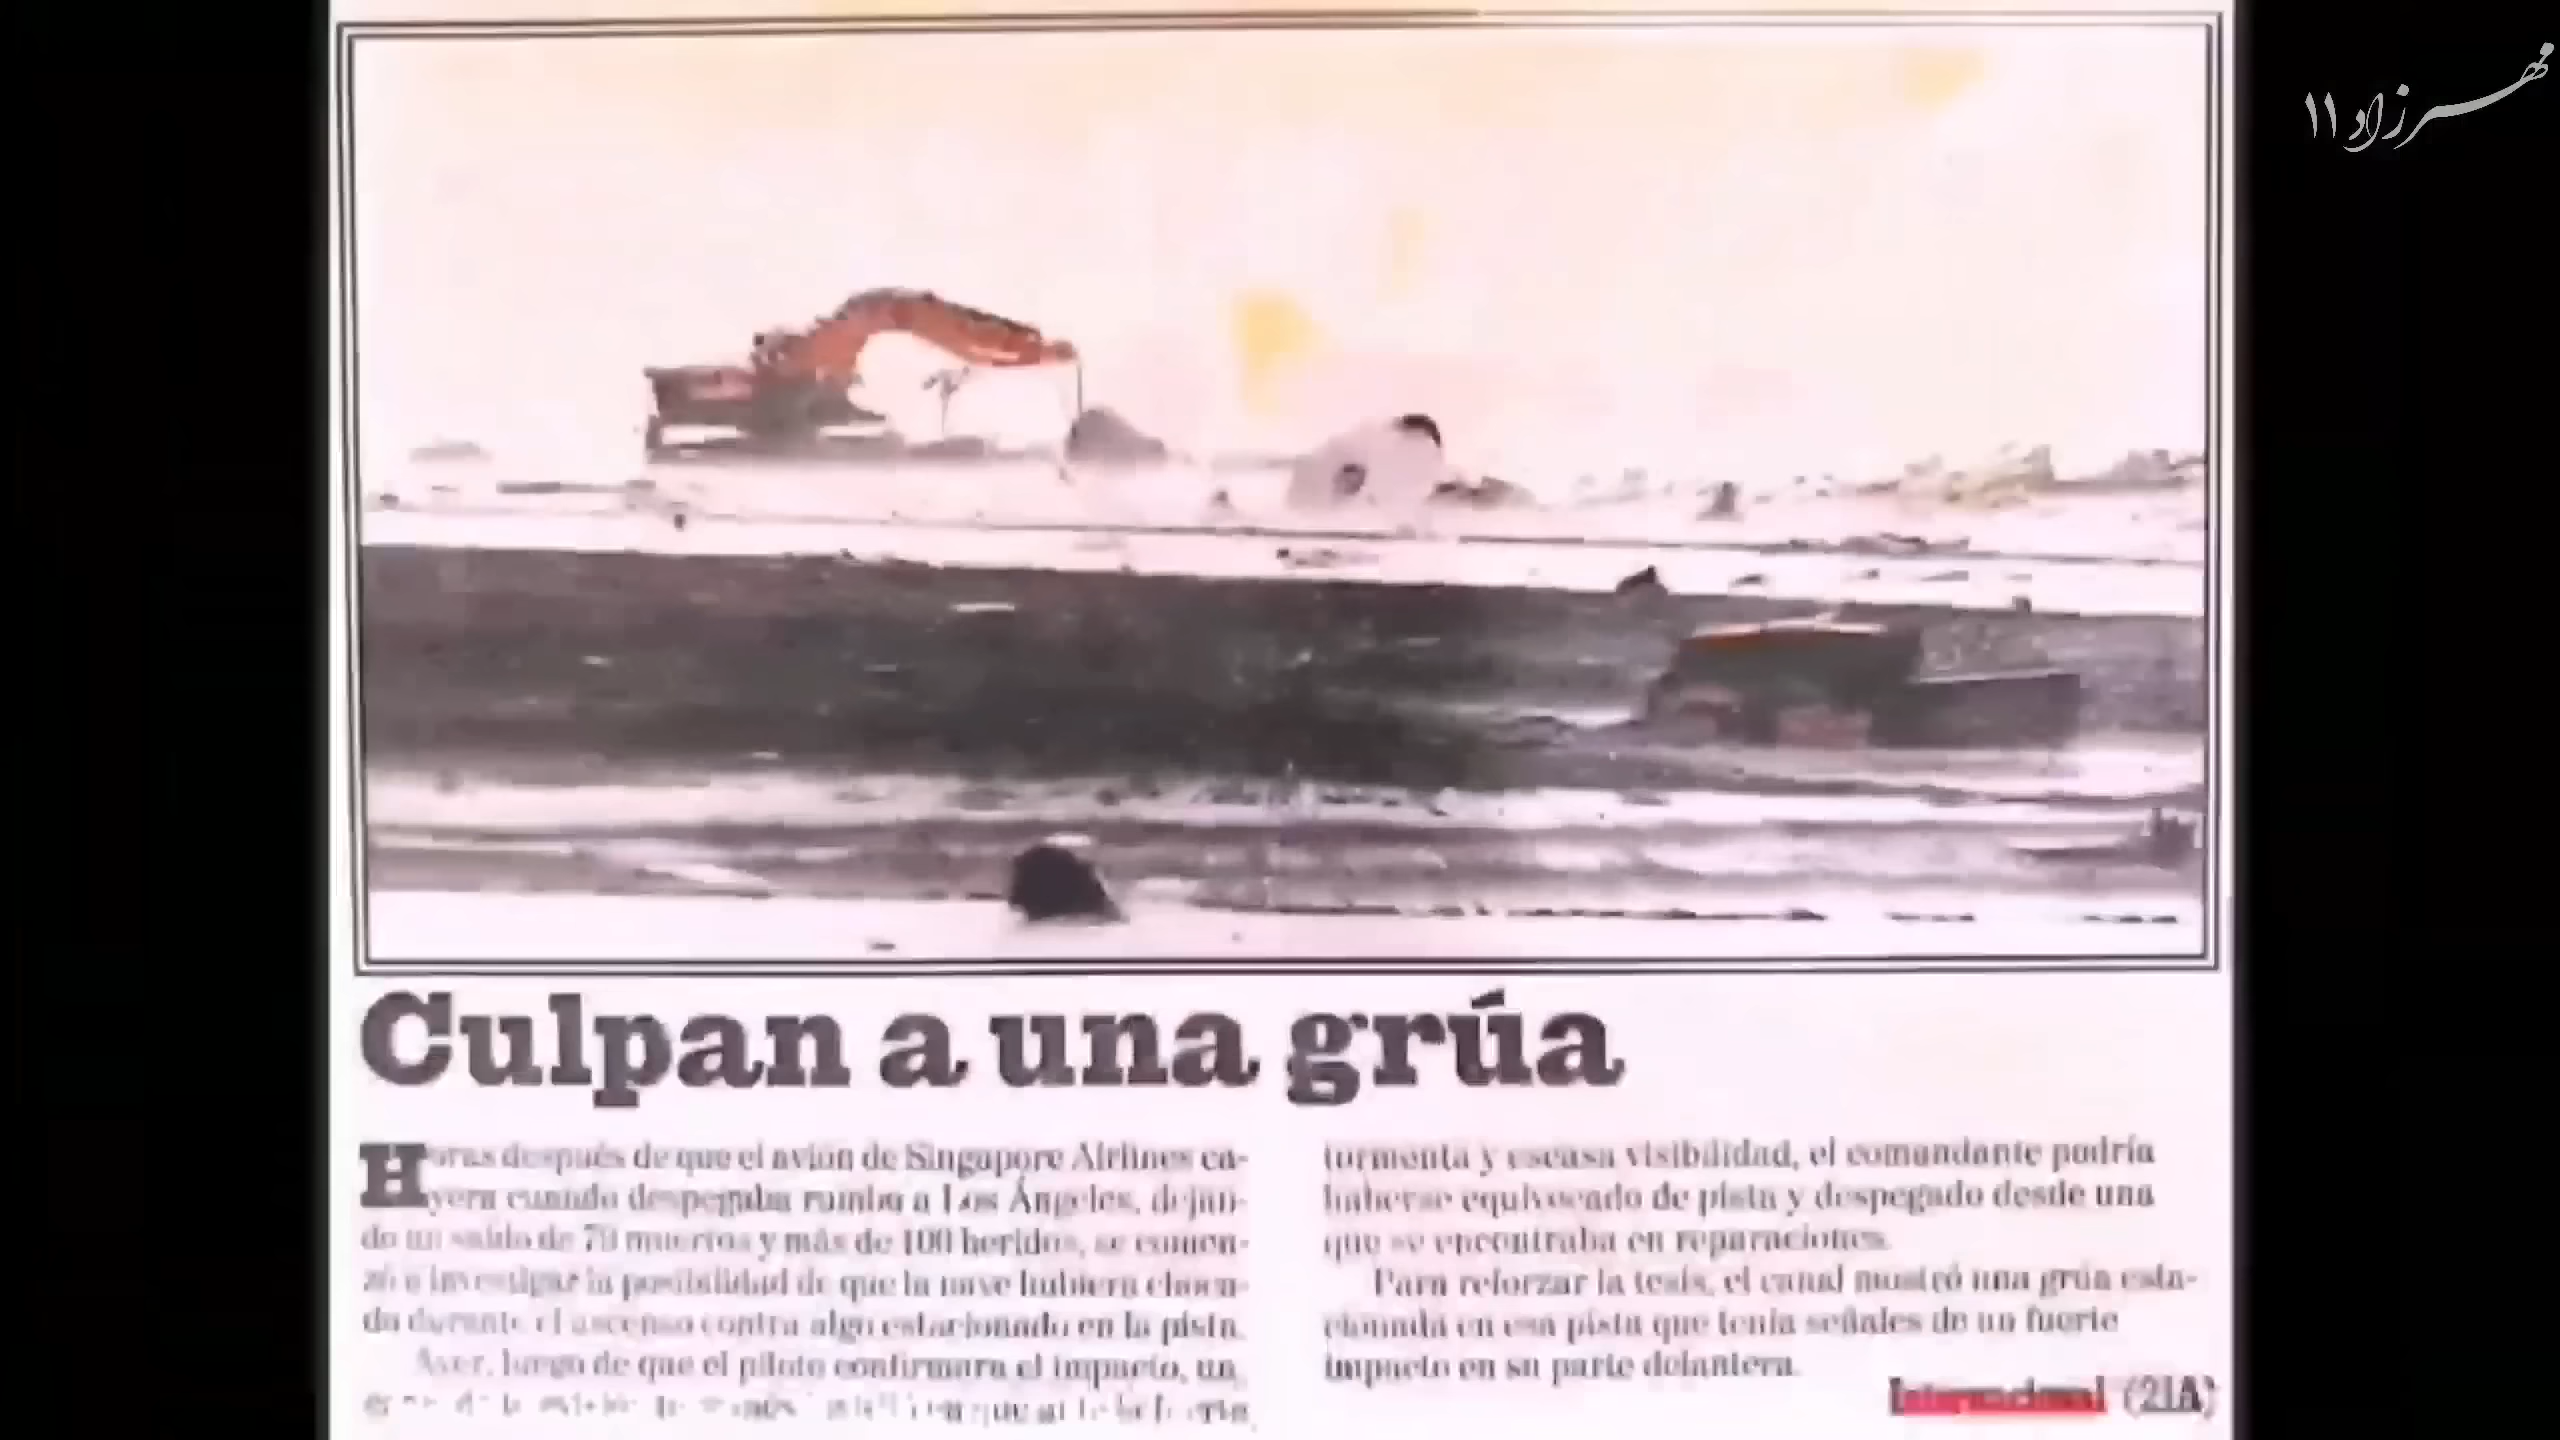 مهرزاد ۱۱
Culpan a una grúa
Horas después de que el avión de Singapore Airlines ca-
yera cuando despegaba rumbo a Los Ángeles, dejan-
do un saldo de 79 muertos y más de 100 heridos, se comen-
zó a investigar la posibilidad de que la nave hubiera choca-
do durante el ascenso contra algo estacionado en la pista.
Ayer, luego de que el piloto confirmara el impacto, un
tormenta y escasa visibilidad, el comandante podría
haberse equivocado de pista y despegado desde una
que se encontraba en reparaciones.
Para reforzar la tesis, el canal mostró una grúa esta-
cionada en esa pista que tenía señales de un fuerte
impacto en su parte delantera.
Internacional (21A)